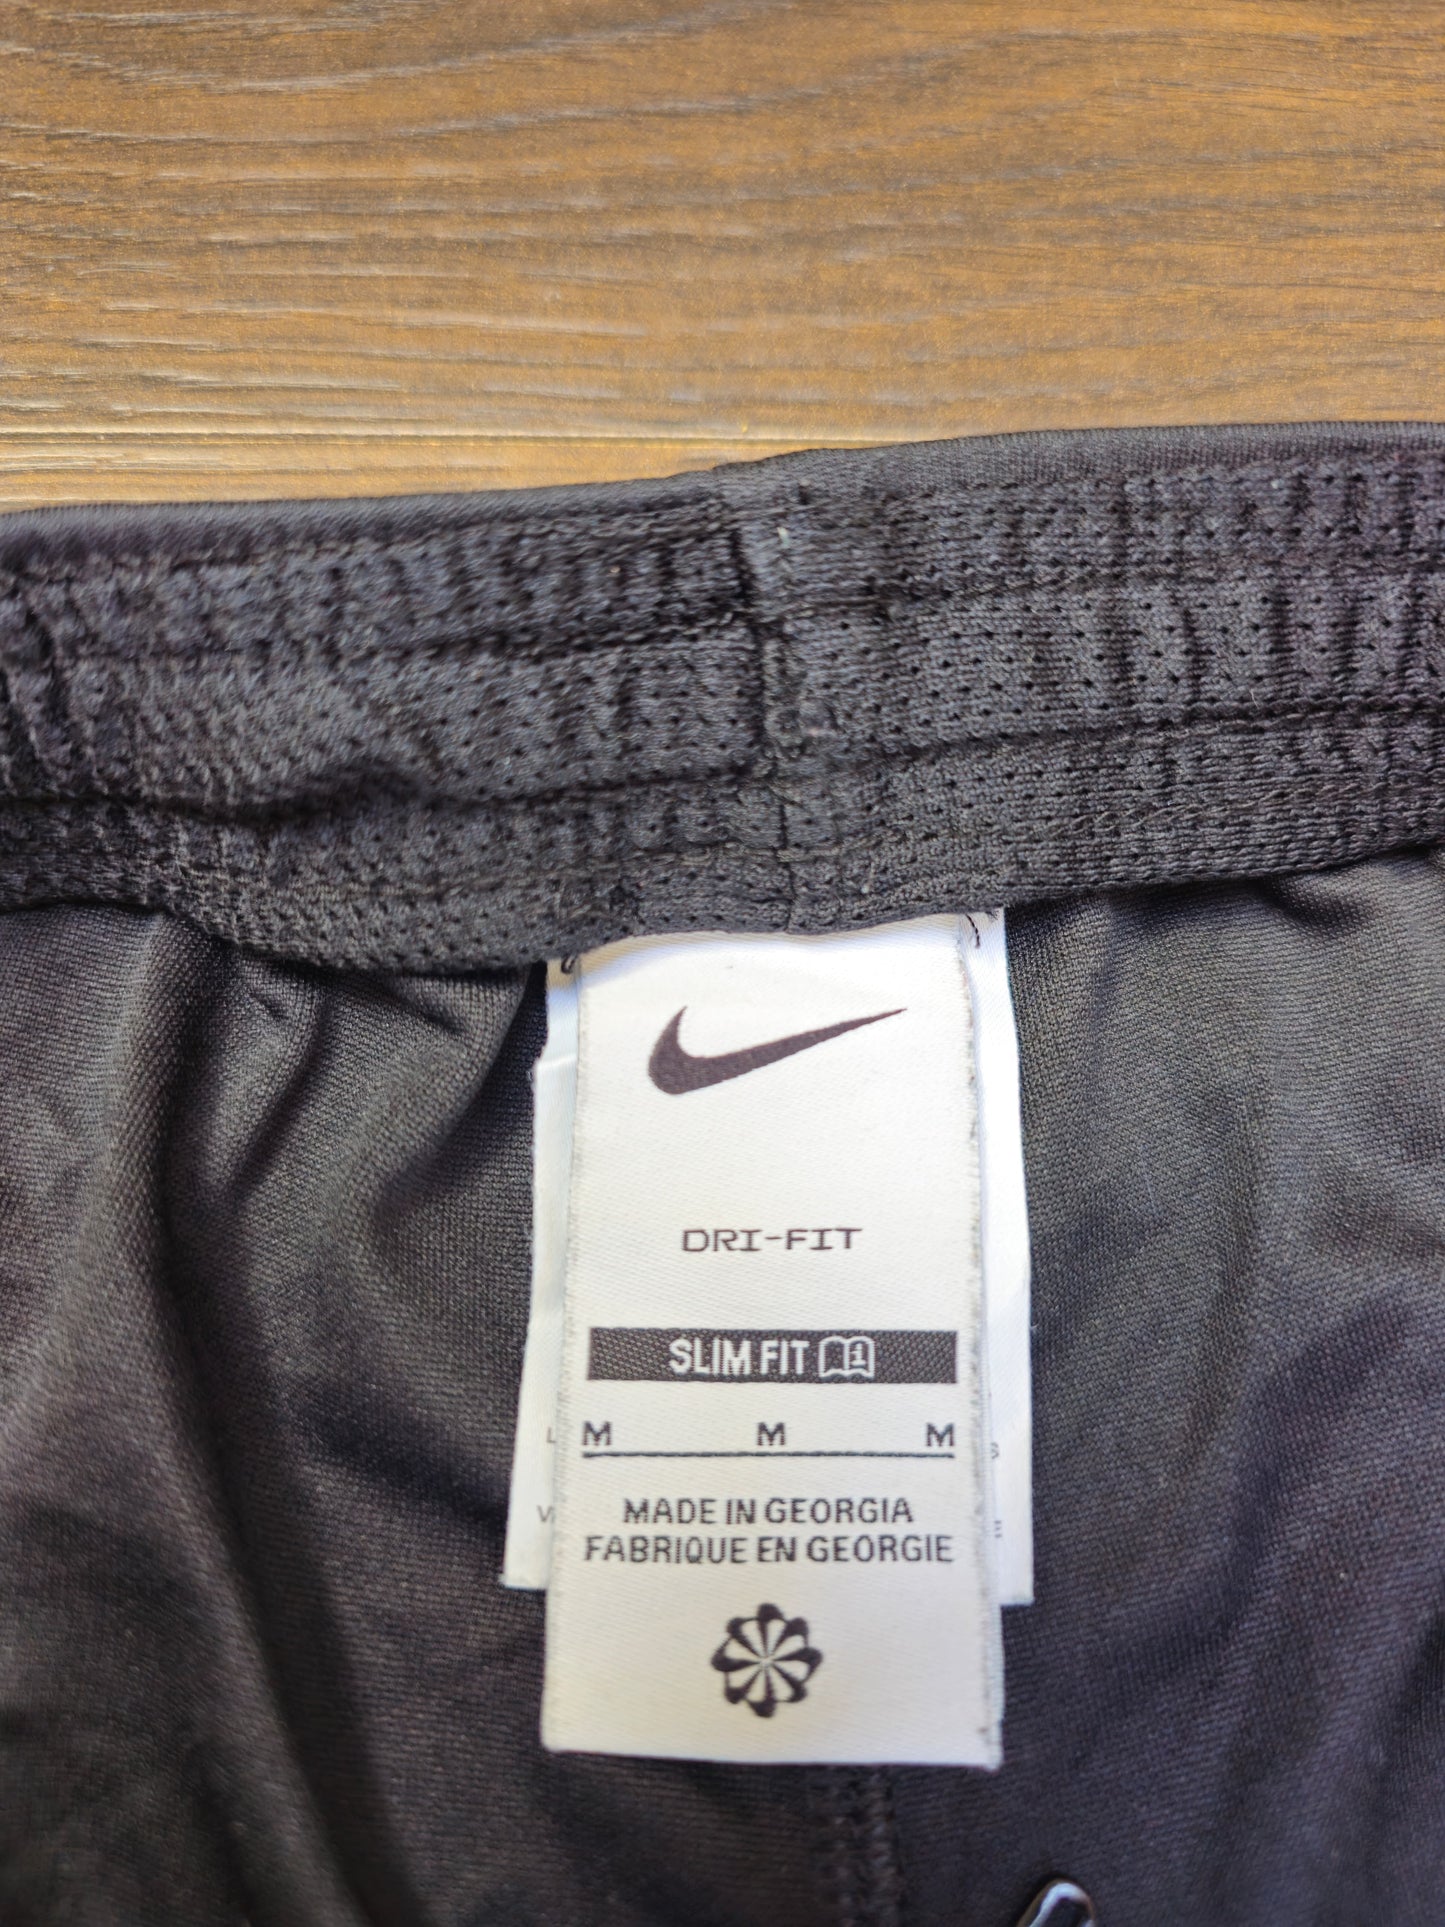 DRI-FIT
SLIM FIT
M M M
MADE IN GEORGIA
FABRIQUE EN GEORGIE